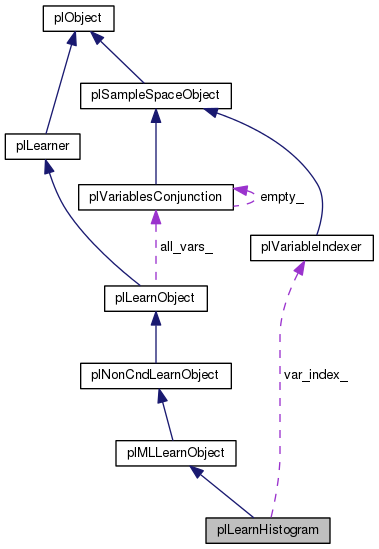 plObject
plSampleSpaceObject
plLearner
plVariablesConjunction
empty_
plVariableIndexer
all_vars_
plLearnObject
plNonCndLearnObject
var_index_
plMLLearnObject
plLearnHistogram